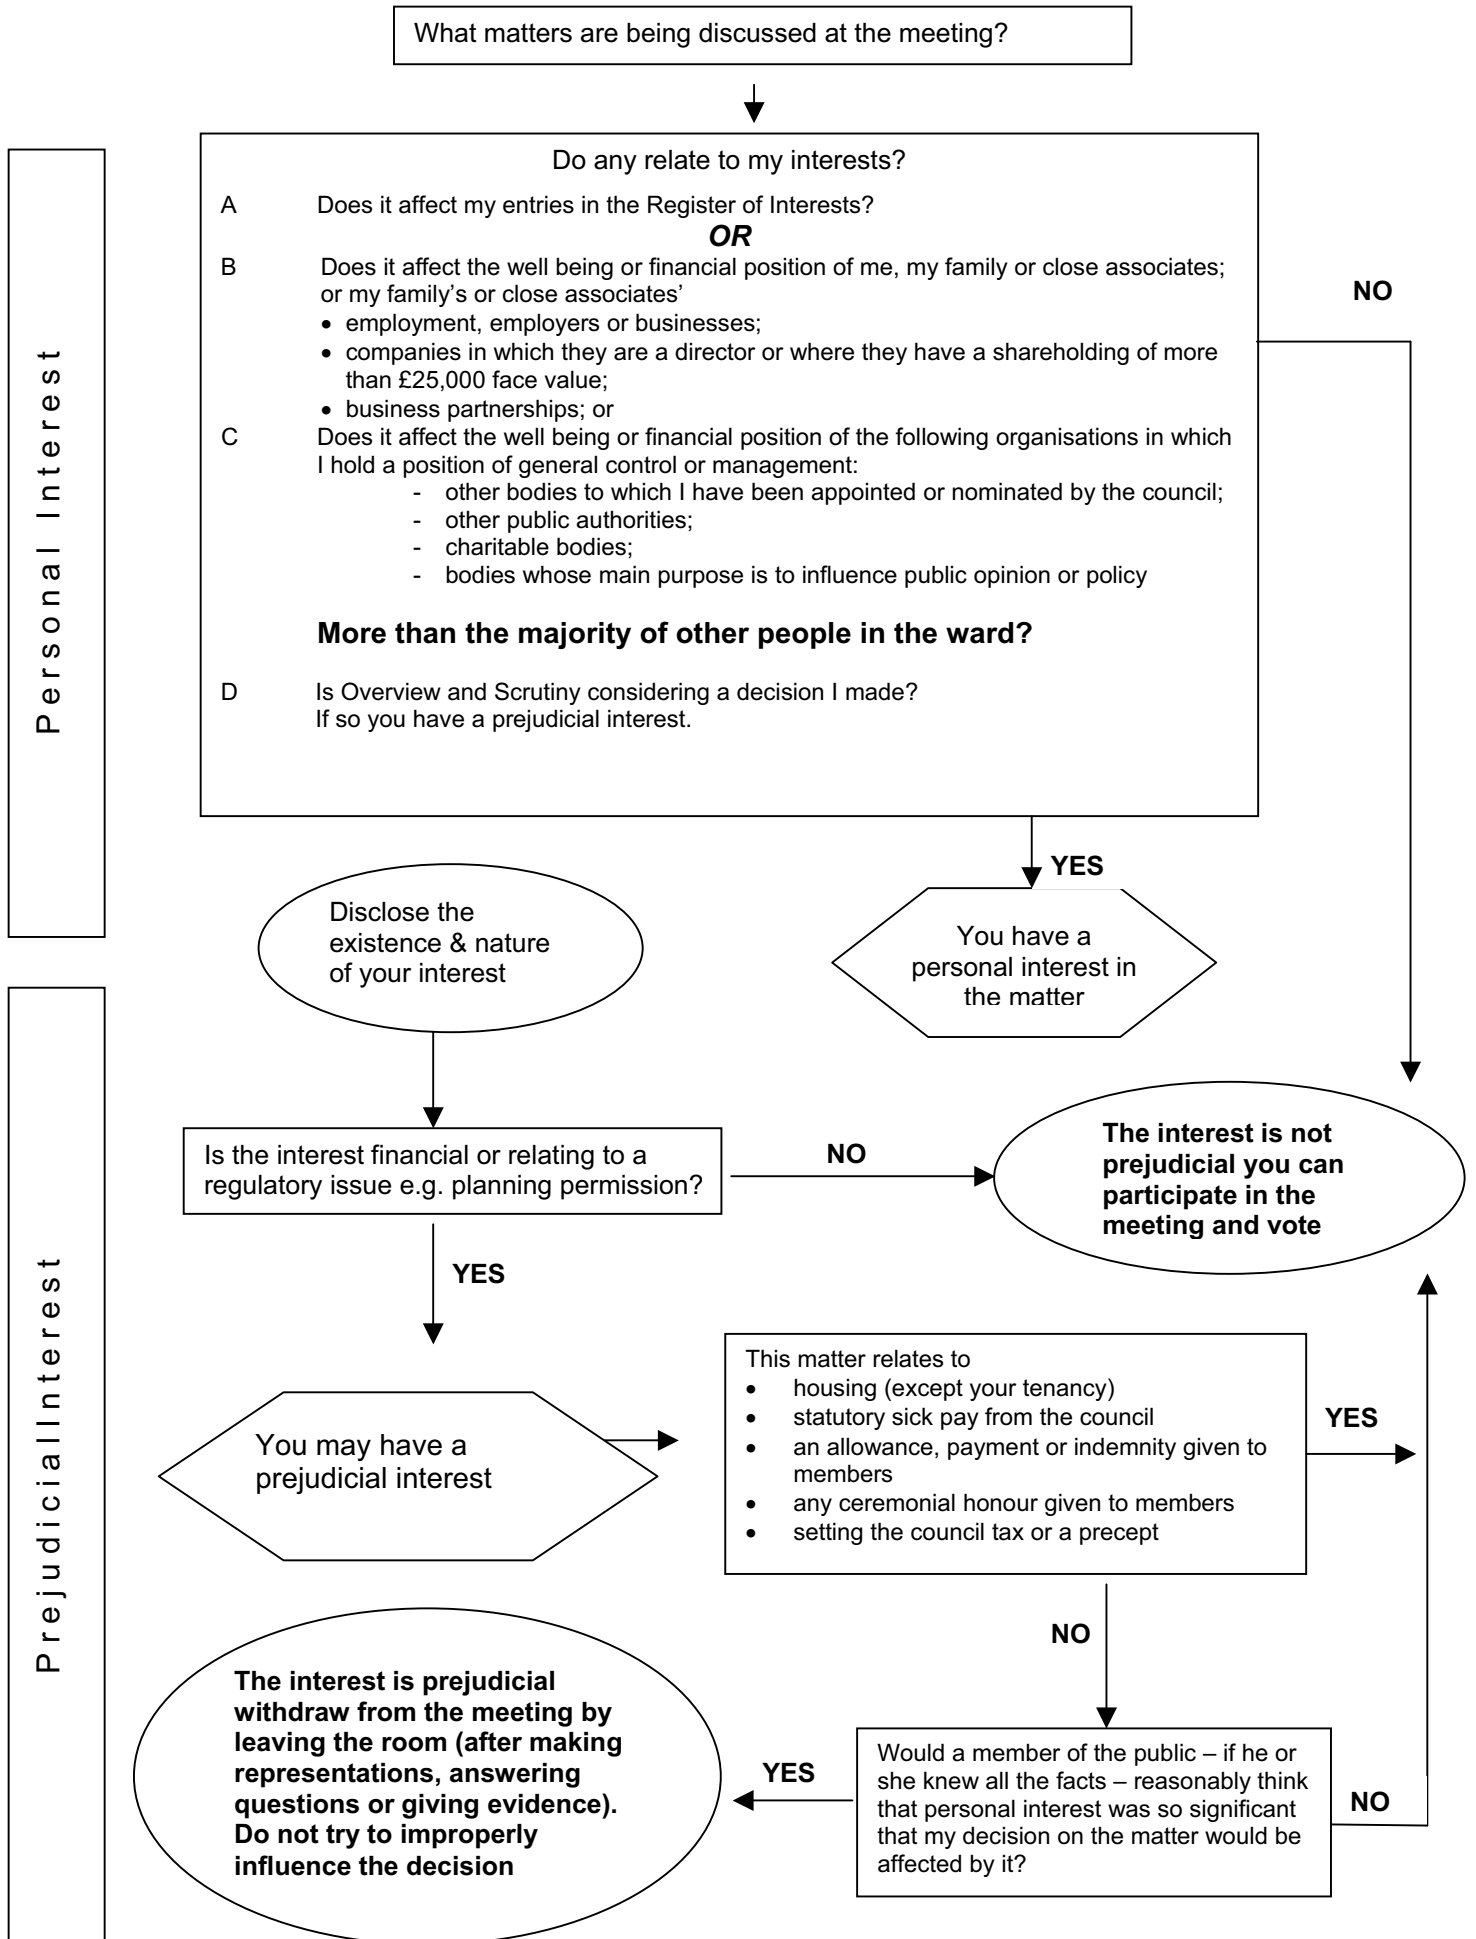 What matters are being discussed at the meeting?
Personal Interest
Do any relate to my interests?
A Does it affect my entries in the Register of Interests?
OR
B Does it affect the well being or financial position of me, my family or close associates;
or my family’s or close associates’
• employment, employers or businesses;
• companies in which they are a director or where they have a shareholding of more
than £25,000 face value;
• business partnerships; or
C Does it affect the well being or financial position of the following organisations in which
I hold a position of general control or management:
- other bodies to which I have been appointed or nominated by the council;
- other public authorities;
- charitable bodies;
- bodies whose main purpose is to influence public opinion or policy
More than the majority of other people in the ward?
D Is Overview and Scrutiny considering a decision I made?
If so you have a prejudicial interest.
NO
YES
Disclose the
existence & nature
of your interest
You have a
personal interest in
the matter
Prejudicial Interest
Is the interest financial or relating to a
regulatory issue e.g. planning permission?
NO
The interest is not
prejudicial you can
participate in the
meeting and vote
YES
You may have a
prejudicial interest
This matter relates to
• housing (except your tenancy)
• statutory sick pay from the council
• an allowance, payment or indemnity given to
members
• any ceremonial honour given to members
• setting the council tax or a precept
YES
NO
The interest is prejudicial
withdraw from the meeting by
leaving the room (after making
representations, answering
questions or giving evidence).
Do not try to improperly
influence the decision
YES
Would a member of the public – if he or
she knew all the facts – reasonably think
that personal interest was so significant
that my decision on the matter would be
affected by it?
NO